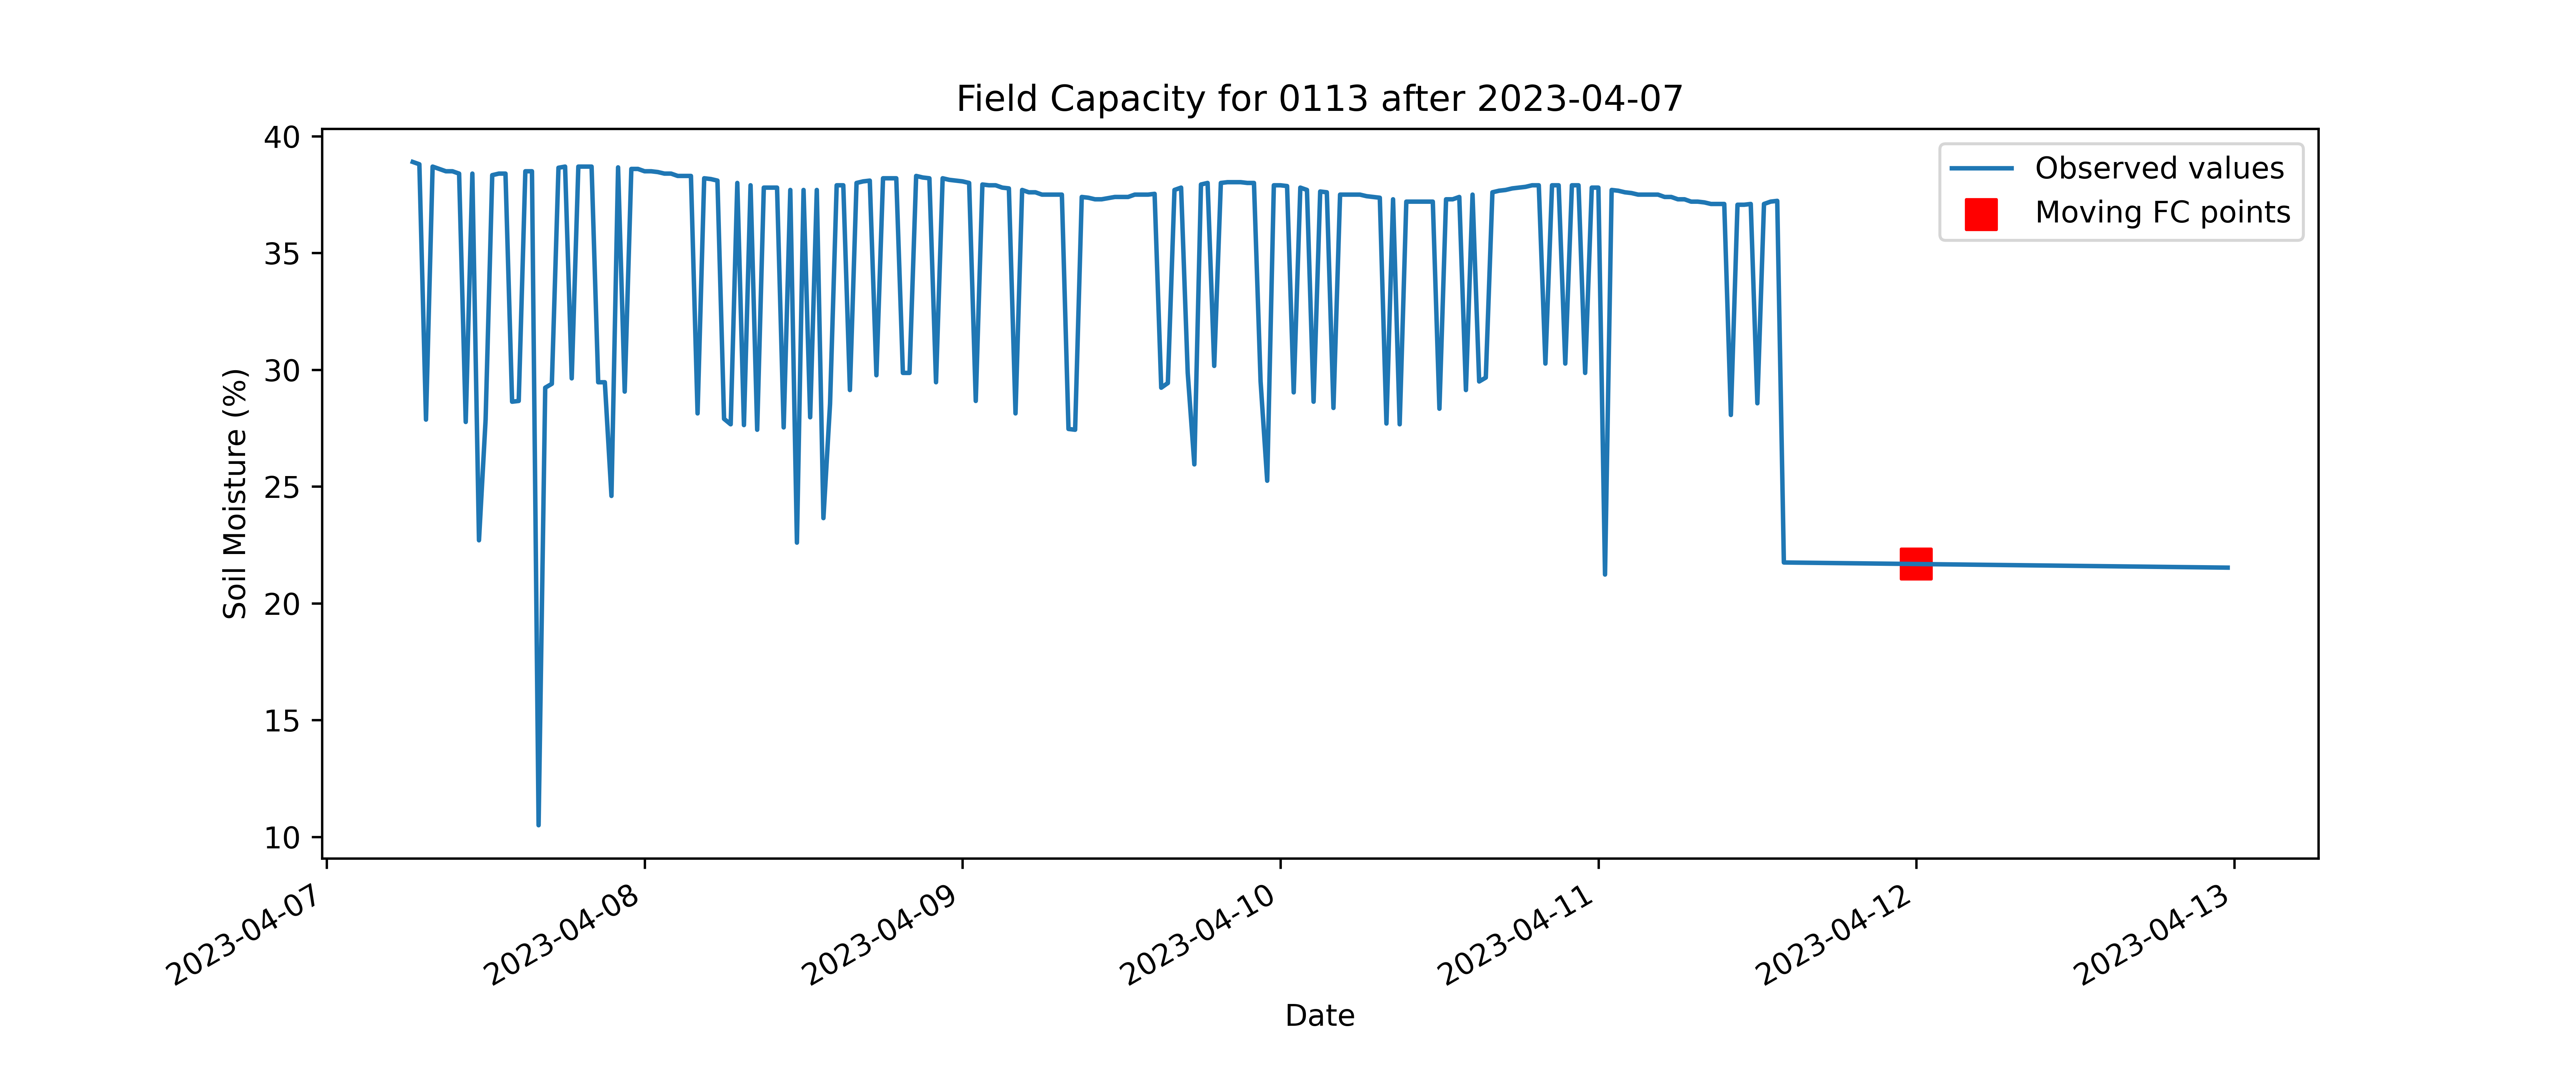 Field Capacity for 0113 after 2023-04-07
Observed values
Moving FC points
Soil Moisture (%)
40
35
30
25
20
15
10
2023-04-07
2023-04-08
2023-04-09
2023-04-10
2023-04-11
2023-04-12
2023-04-13
Date